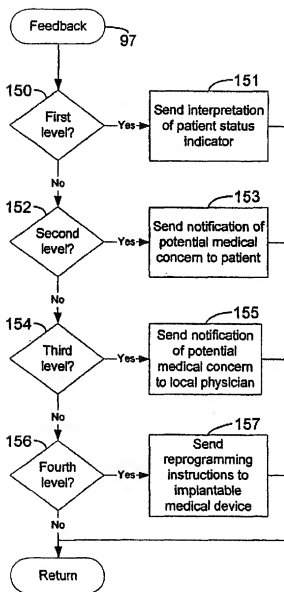 Feedback
97
150
First
level?
Yes
151
Send interpretation
of patient status
indicator
No
152
Second
level?
Yes
153
Send notification of
potential medical
concern to patient
No
154
Third
level?
Yes
155
Send notification
of potential
medical concern
to local physician
No
156
Fourth
level?
Yes
157
Send
reprogramming
instructions to
implantable
medical device
No
Return